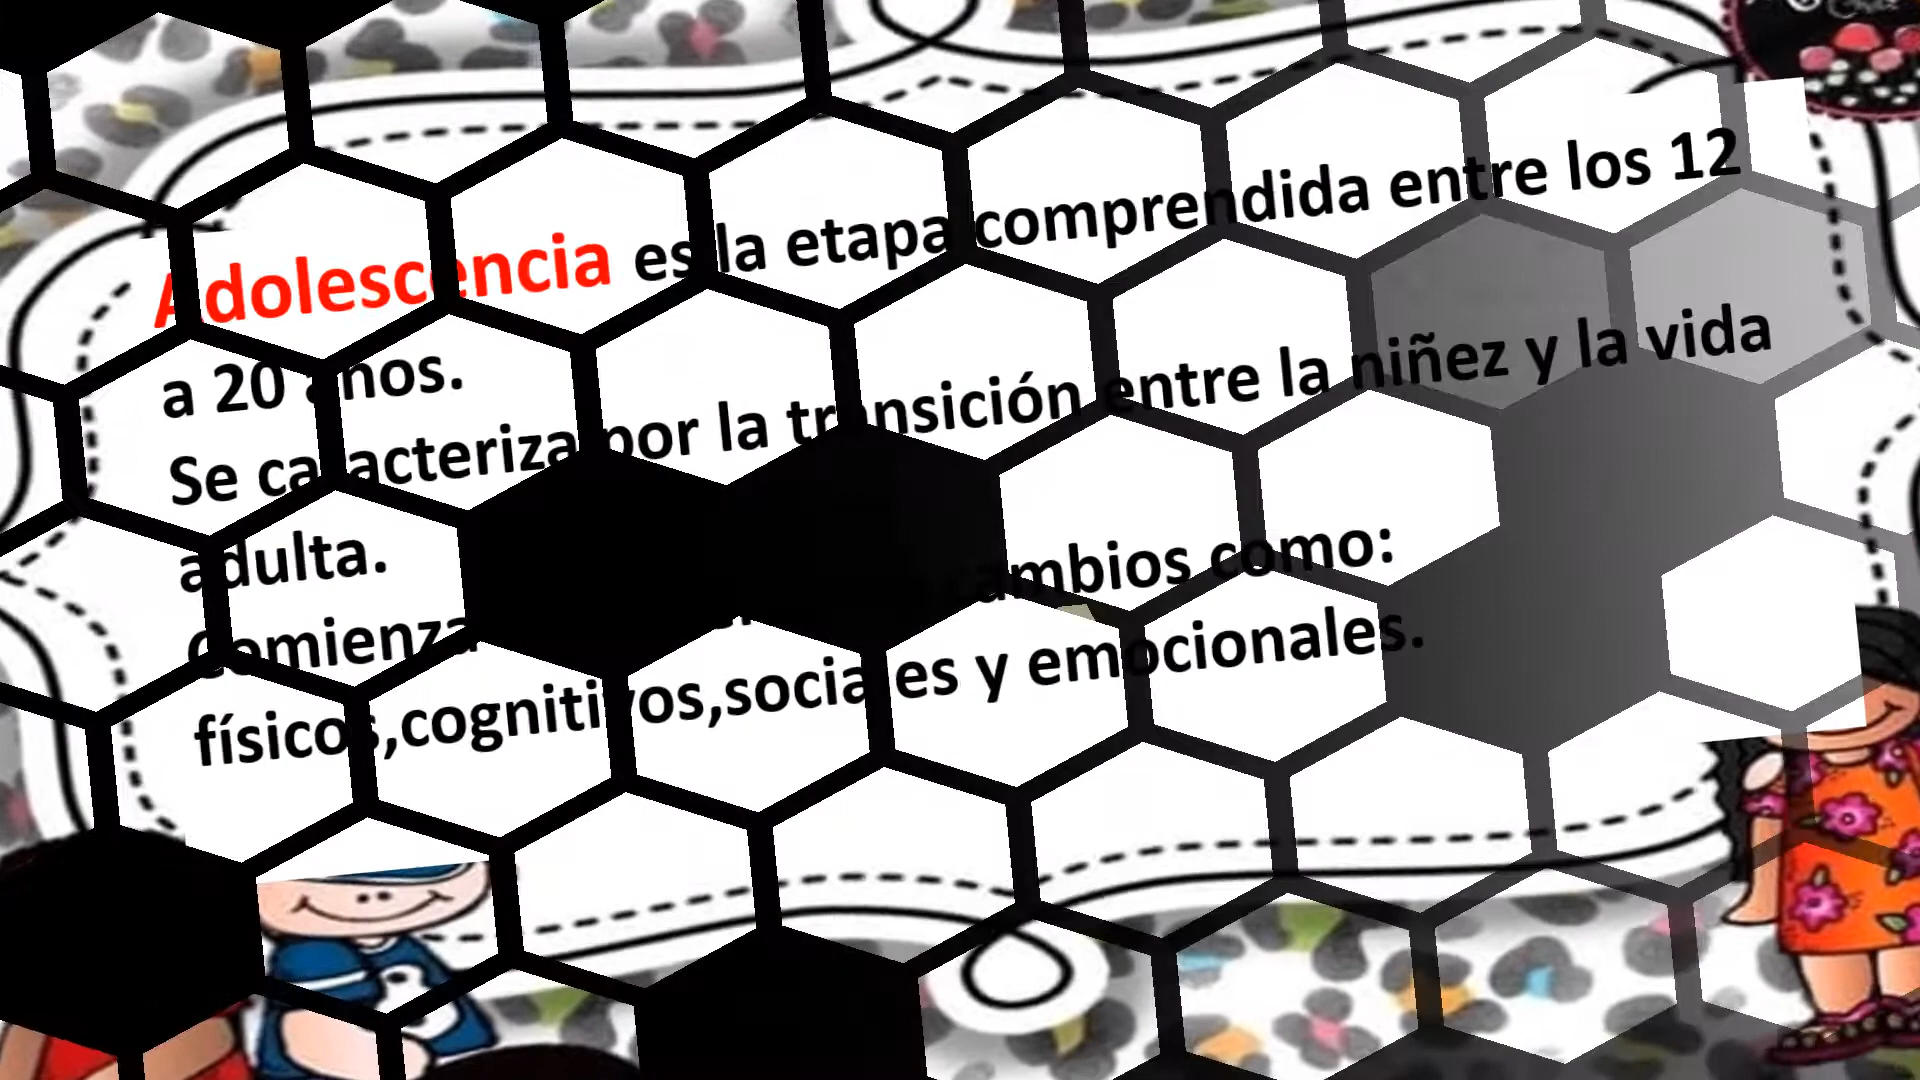 Adolescencia es la etapa comprendida entre los 12
a 20 años.
Se caracteriza por la transición entre la niñez y la vida
adulta.
Comienza cambios como:
físicos,cognitivos,sociales y emocionales.